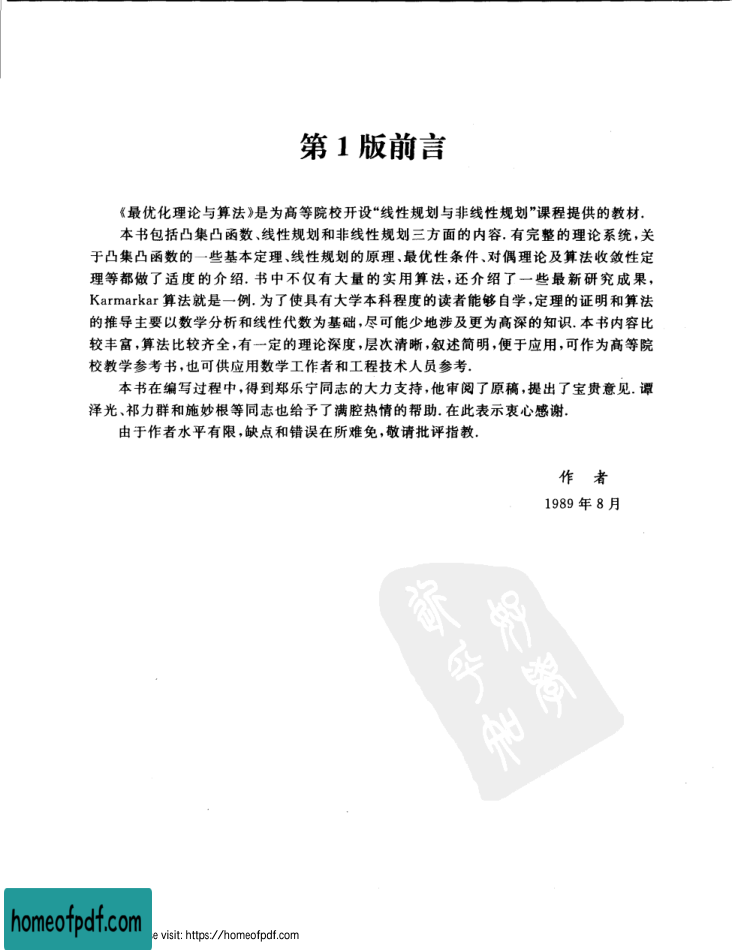 第 1 版前言
《最优化理论与算法》是为高等院校开设“线性规划与非线性规划”课程提供的教材.
本书包括凸集凸函数、线性规划和非线性规划三方面的内容. 有完整的理论系统,关
于凸集凸函数的一些基本定理、线性规划的原理、最优性条件、对偶理论及算法收敛性定
理等都做了适度的介绍. 书中不仅有大量的实用算法,还介绍了一些最新研究成果,
Karmarkar 算法就是一例. 为了使具有大学本科程度的读者能够自学,定理的证明和算法
的推导主要以数学分析和线性代数为基础,尽可能少地涉及更为高深的知识. 本书内容比
较丰富,算法比较齐全,有一定的理论深度,层次清晰,叙述简明,便于应用,可作为高等院
校教学参考书,也可供应用数学工作者和工程技术人员参考.
本书在编写过程中,得到郑乐宁同志的大力支持,他审阅了原稿,提出了宝贵意见. 谭
泽光、祁力群和施妙根等同志也给予了满腔热情的帮助. 在此表示衷心感谢.
由于作者水平有限,缺点和错误在所难免,敬请批评指教.
作 者
1989 年 8 月
好學
近乎知
homeofpdf.com
e visit: https://homeofpdf.com